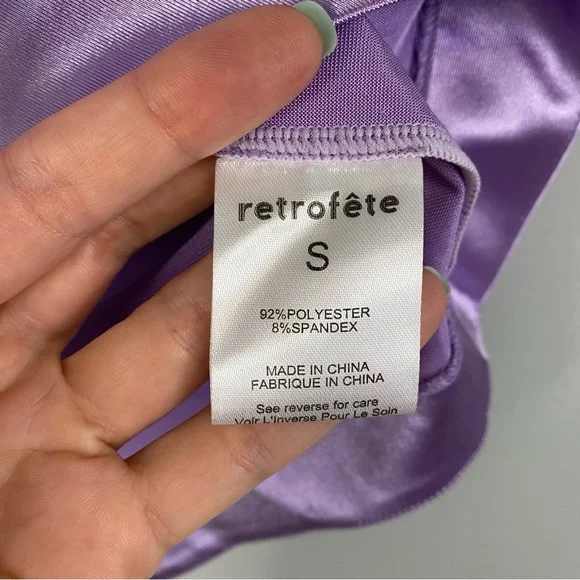 retrofête
S
92%POLYESTER
8%SPANDEX
MADE IN CHINA
FABRIQUE IN CHINA
See reverse for care
Voir L'Inverse Pour Le Soin